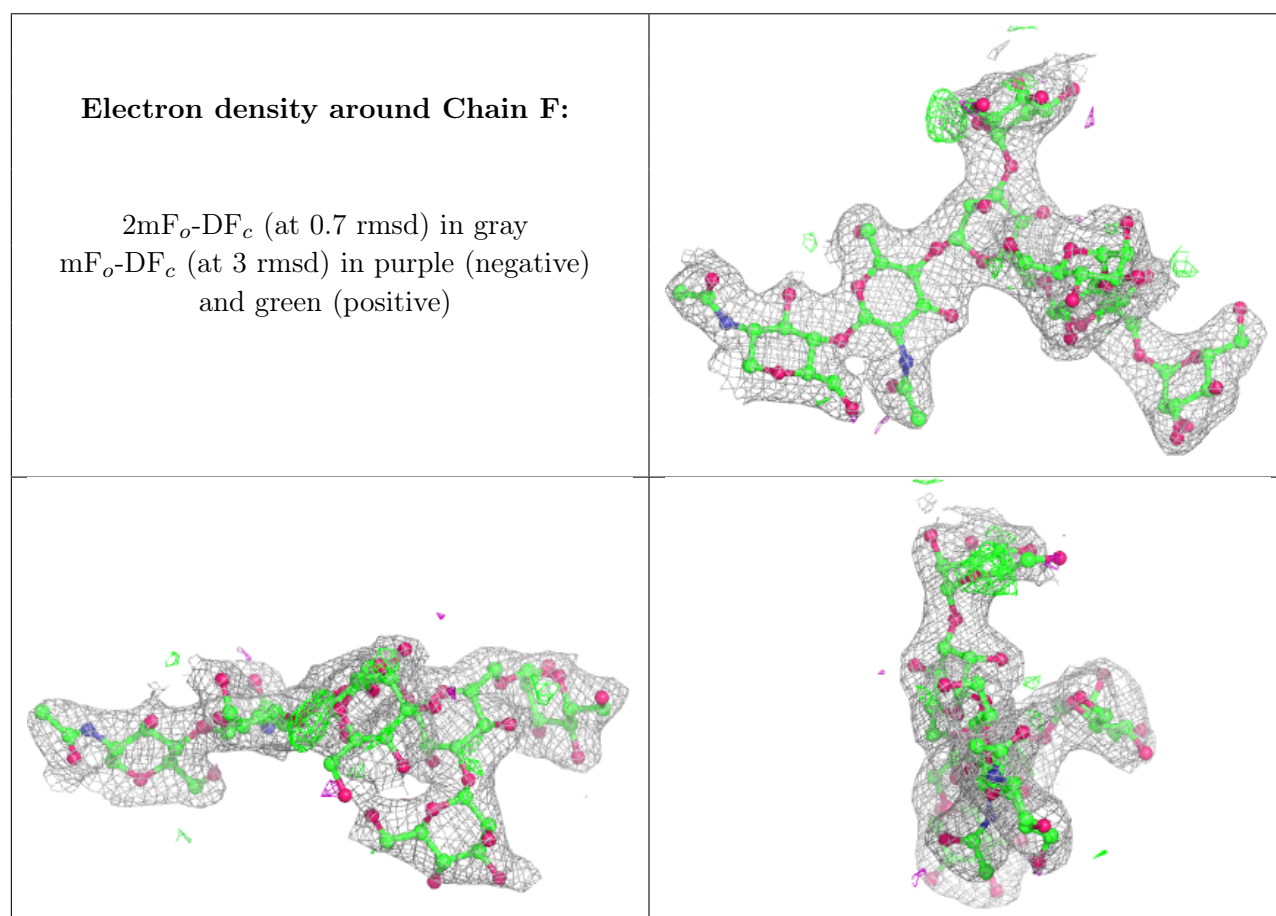 Electron density around Chain F:
2mFₒ-DF𝒸 (at 0.7 rmsd) in gray
mFₒ-DF𝒸 (at 3 rmsd) in purple (negative)
and green (positive)